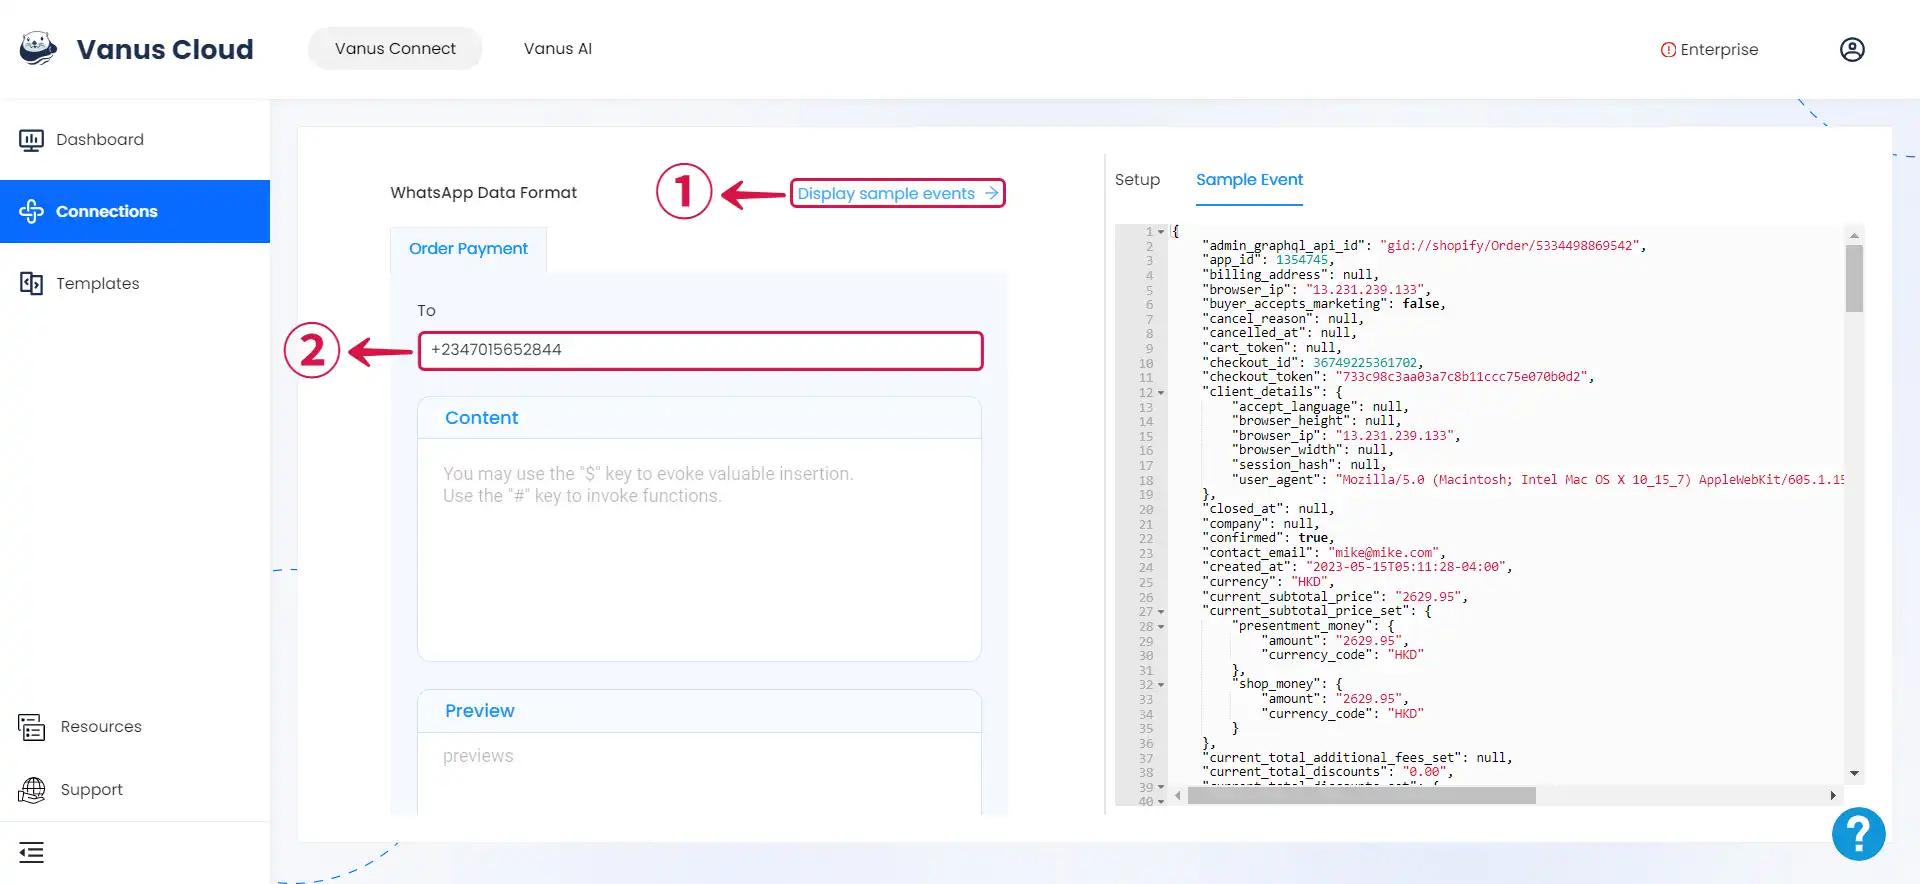 Vanus Cloud
Vanus Connect
Vanus AI
Enterprise
Dashboard
Connections
Templates
Resources
Support
WhatsApp Data Format
1
Display sample events
Order Payment
To
2
+2347015652844
Content
You may use the "$" key to evoke valuable insertion.
Use the "#" key to invoke functions.
Preview
previews
Setup
Sample Event
1 {
2 "admin_graphql_api_id": "gid://shopify/Order/5334498869542",
3 "app_id": 1354745,
4 "billing_address": null,
5 "browser_ip": "13.231.239.133",
6 "buyer_accepts_marketing": false,
7 "cancel_reason": null,
8 "cancelled_at": null,
9 "cart_token": null,
10 "checkout_id": 36749225361702,
11 "checkout_token": "733c98c3aa03a7c8b11ccc75e070b0d2",
12 "client_details": {
13 "accept_language": null,
14 "browser_height": null,
15 "browser_ip": "13.231.239.133",
16 "browser_width": null,
17 "session_hash": null,
18 "user_agent": "Mozilla/5.0 (Macintosh; Intel Mac OS X 10_15_7) AppleWebKit/605.1.15
19 },
20 "closed_at": null,
21 "company": null,
22 "confirmed": true,
23 "contact_email": "mike@mike.com",
24 "created_at": "2023-05-15T05:11:28-04:00",
25 "currency": "HKD",
26 "current_subtotal_price": "2629.95",
27 "current_subtotal_price_set": {
28 "presentment_money": {
29 "amount": "2629.95",
30 "currency_code": "HKD"
31 },
32 "shop_money": {
33 "amount": "2629.95",
34 "currency_code": "HKD"
35 }
36 },
37 "current_total_additional_fees_set": null,
38 "current_total_discounts": "0.00",
39 "current_total_discounts_set": {
40
?